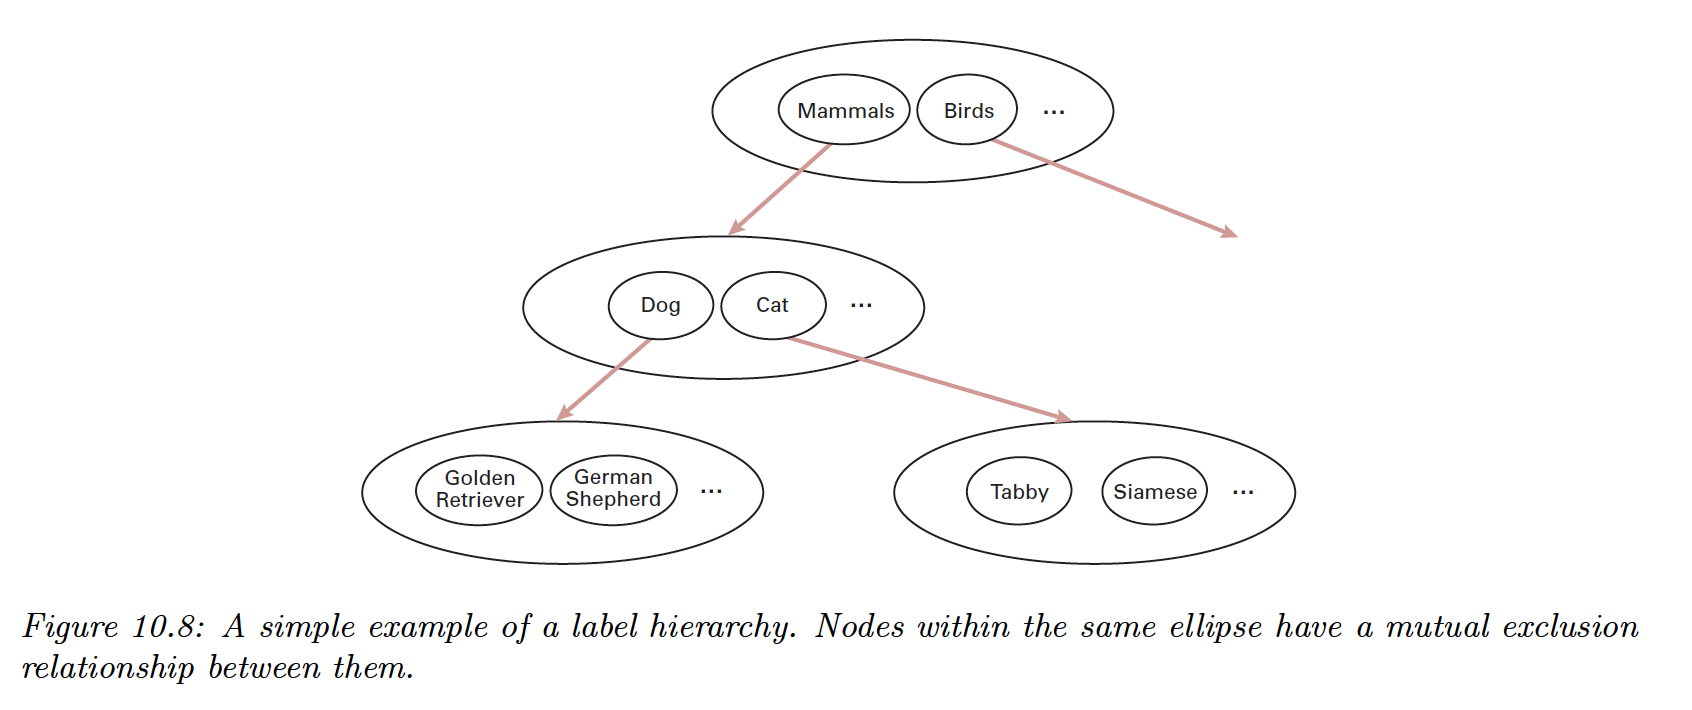 Mammals Birds ...
Dog Cat ...
Golden Retriever German Shepherd ...
Tabby Siamese ...
Figure 10.8: A simple example of a label hierarchy. Nodes within the same ellipse have a mutual exclusion
relationship between them.